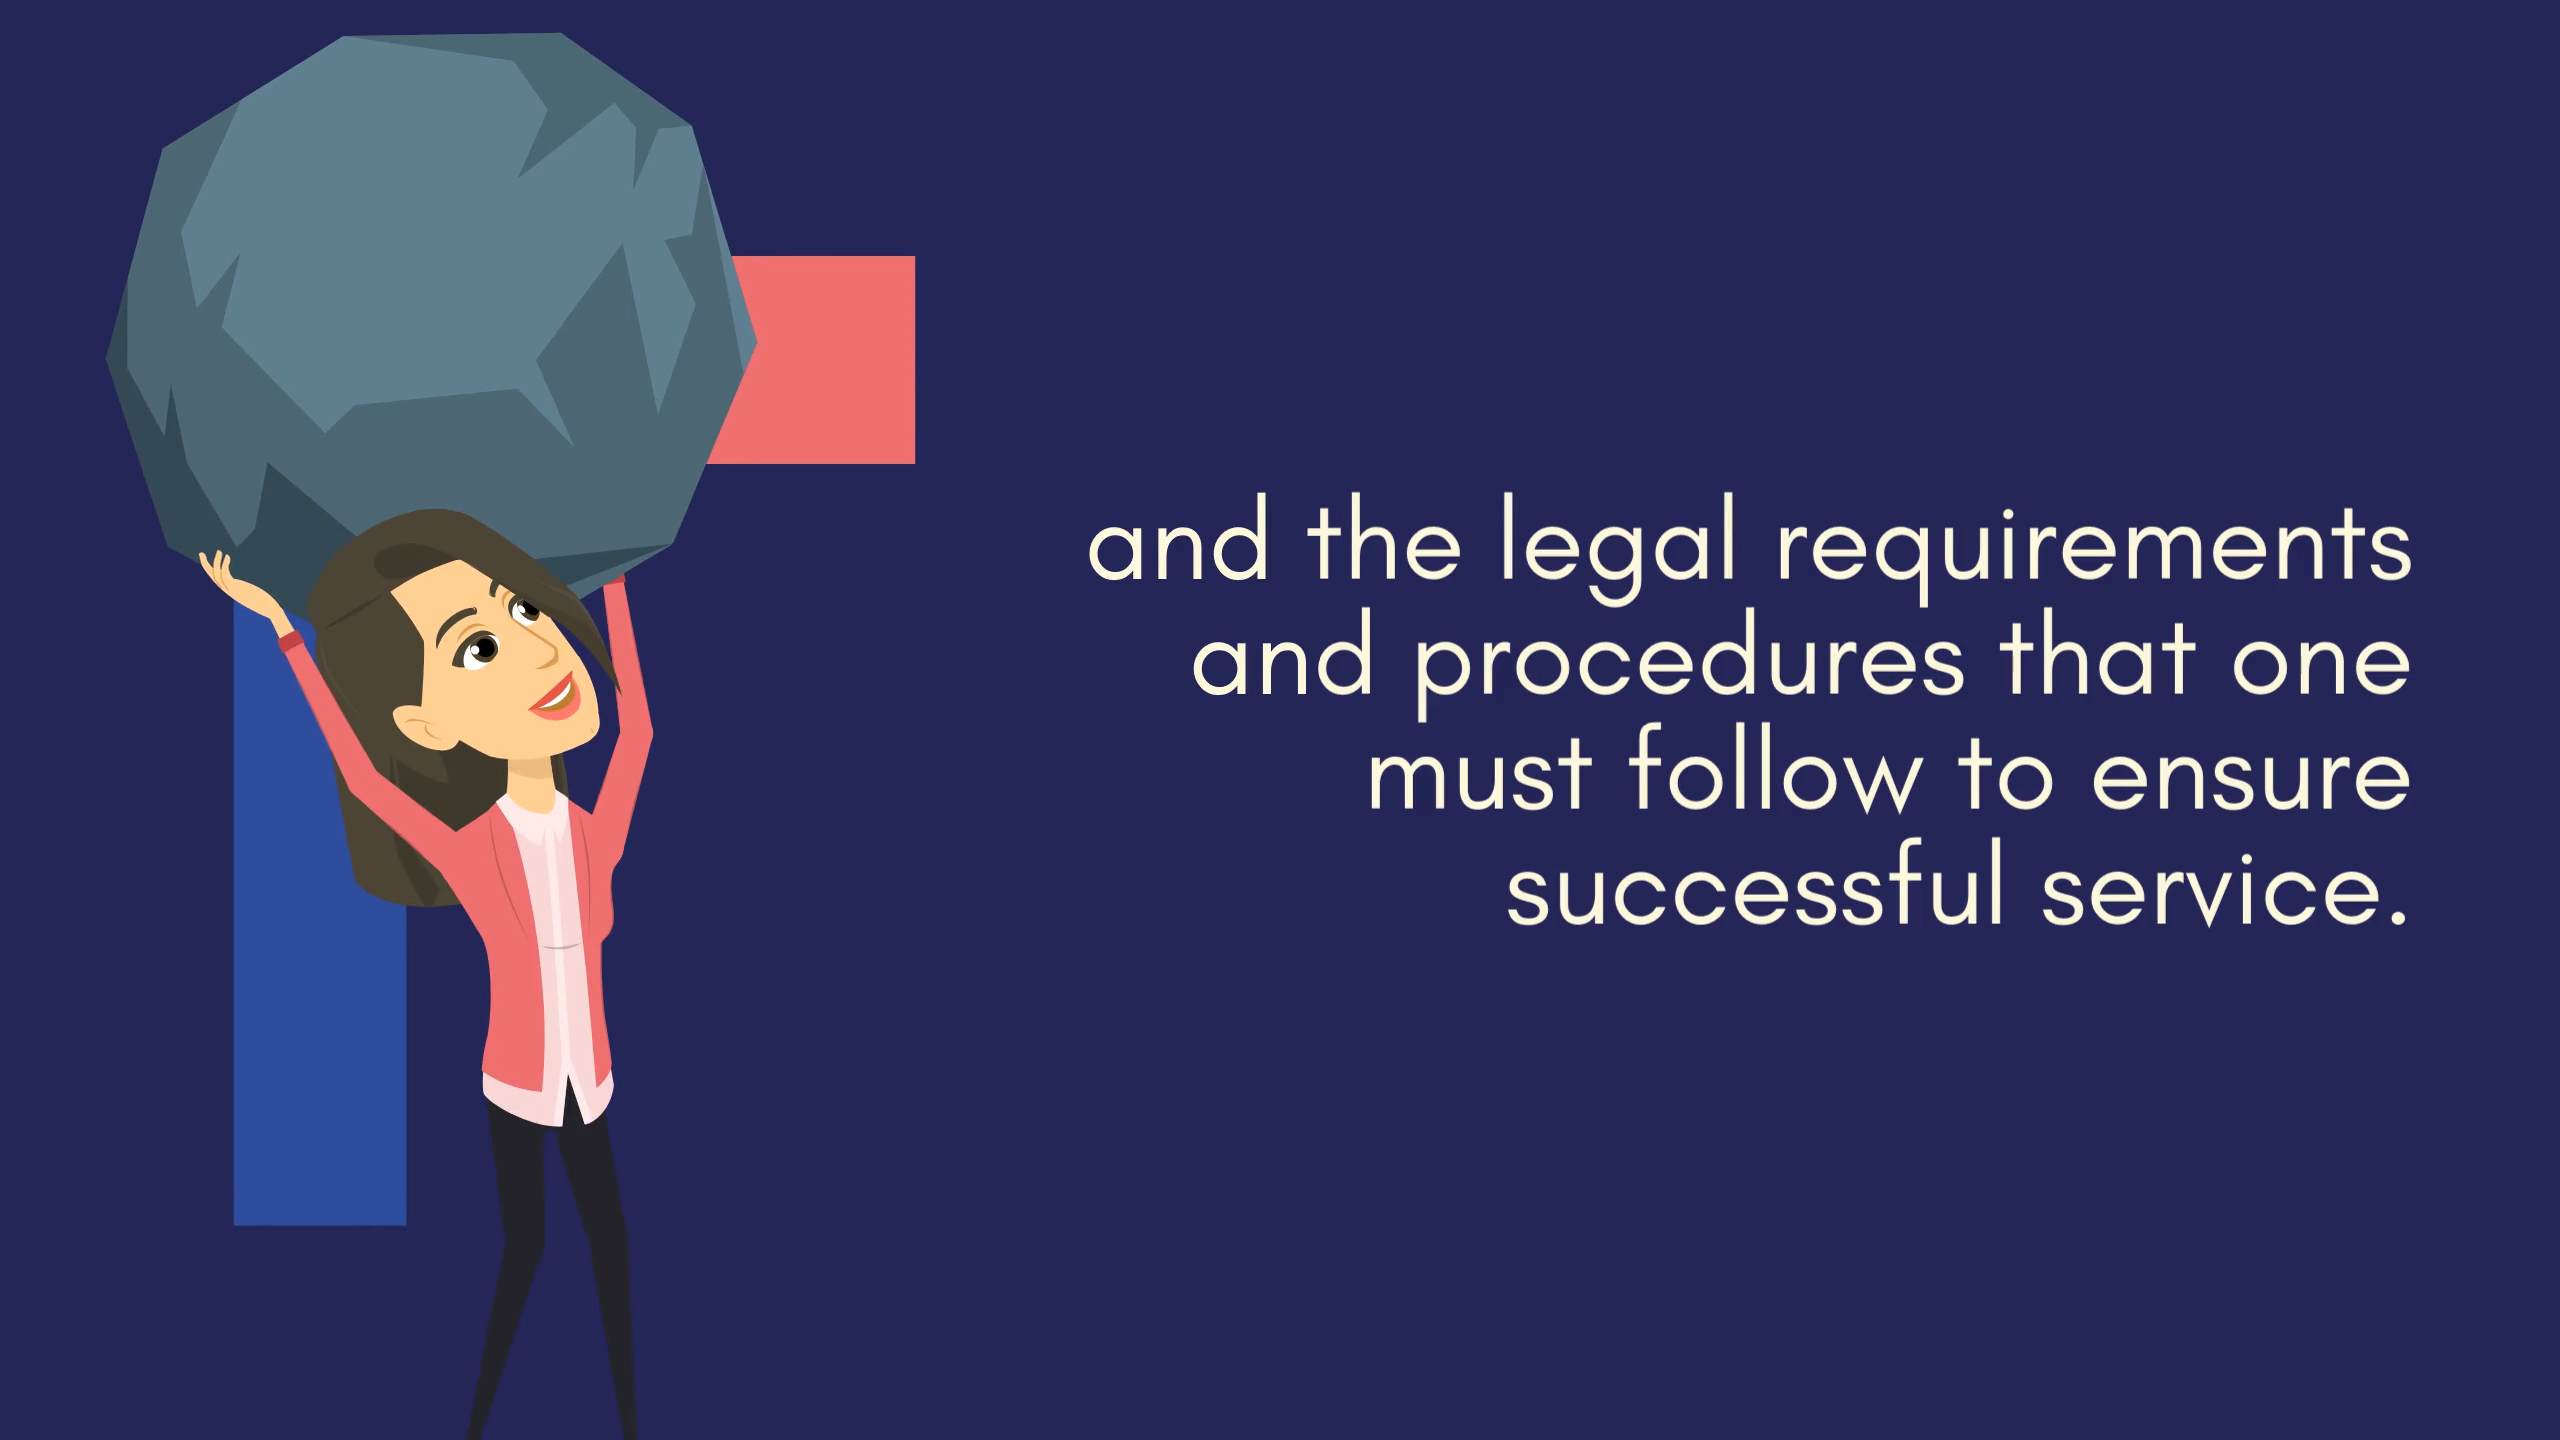 and the legal requirements
and procedures that one
must follow to ensure
successful service.